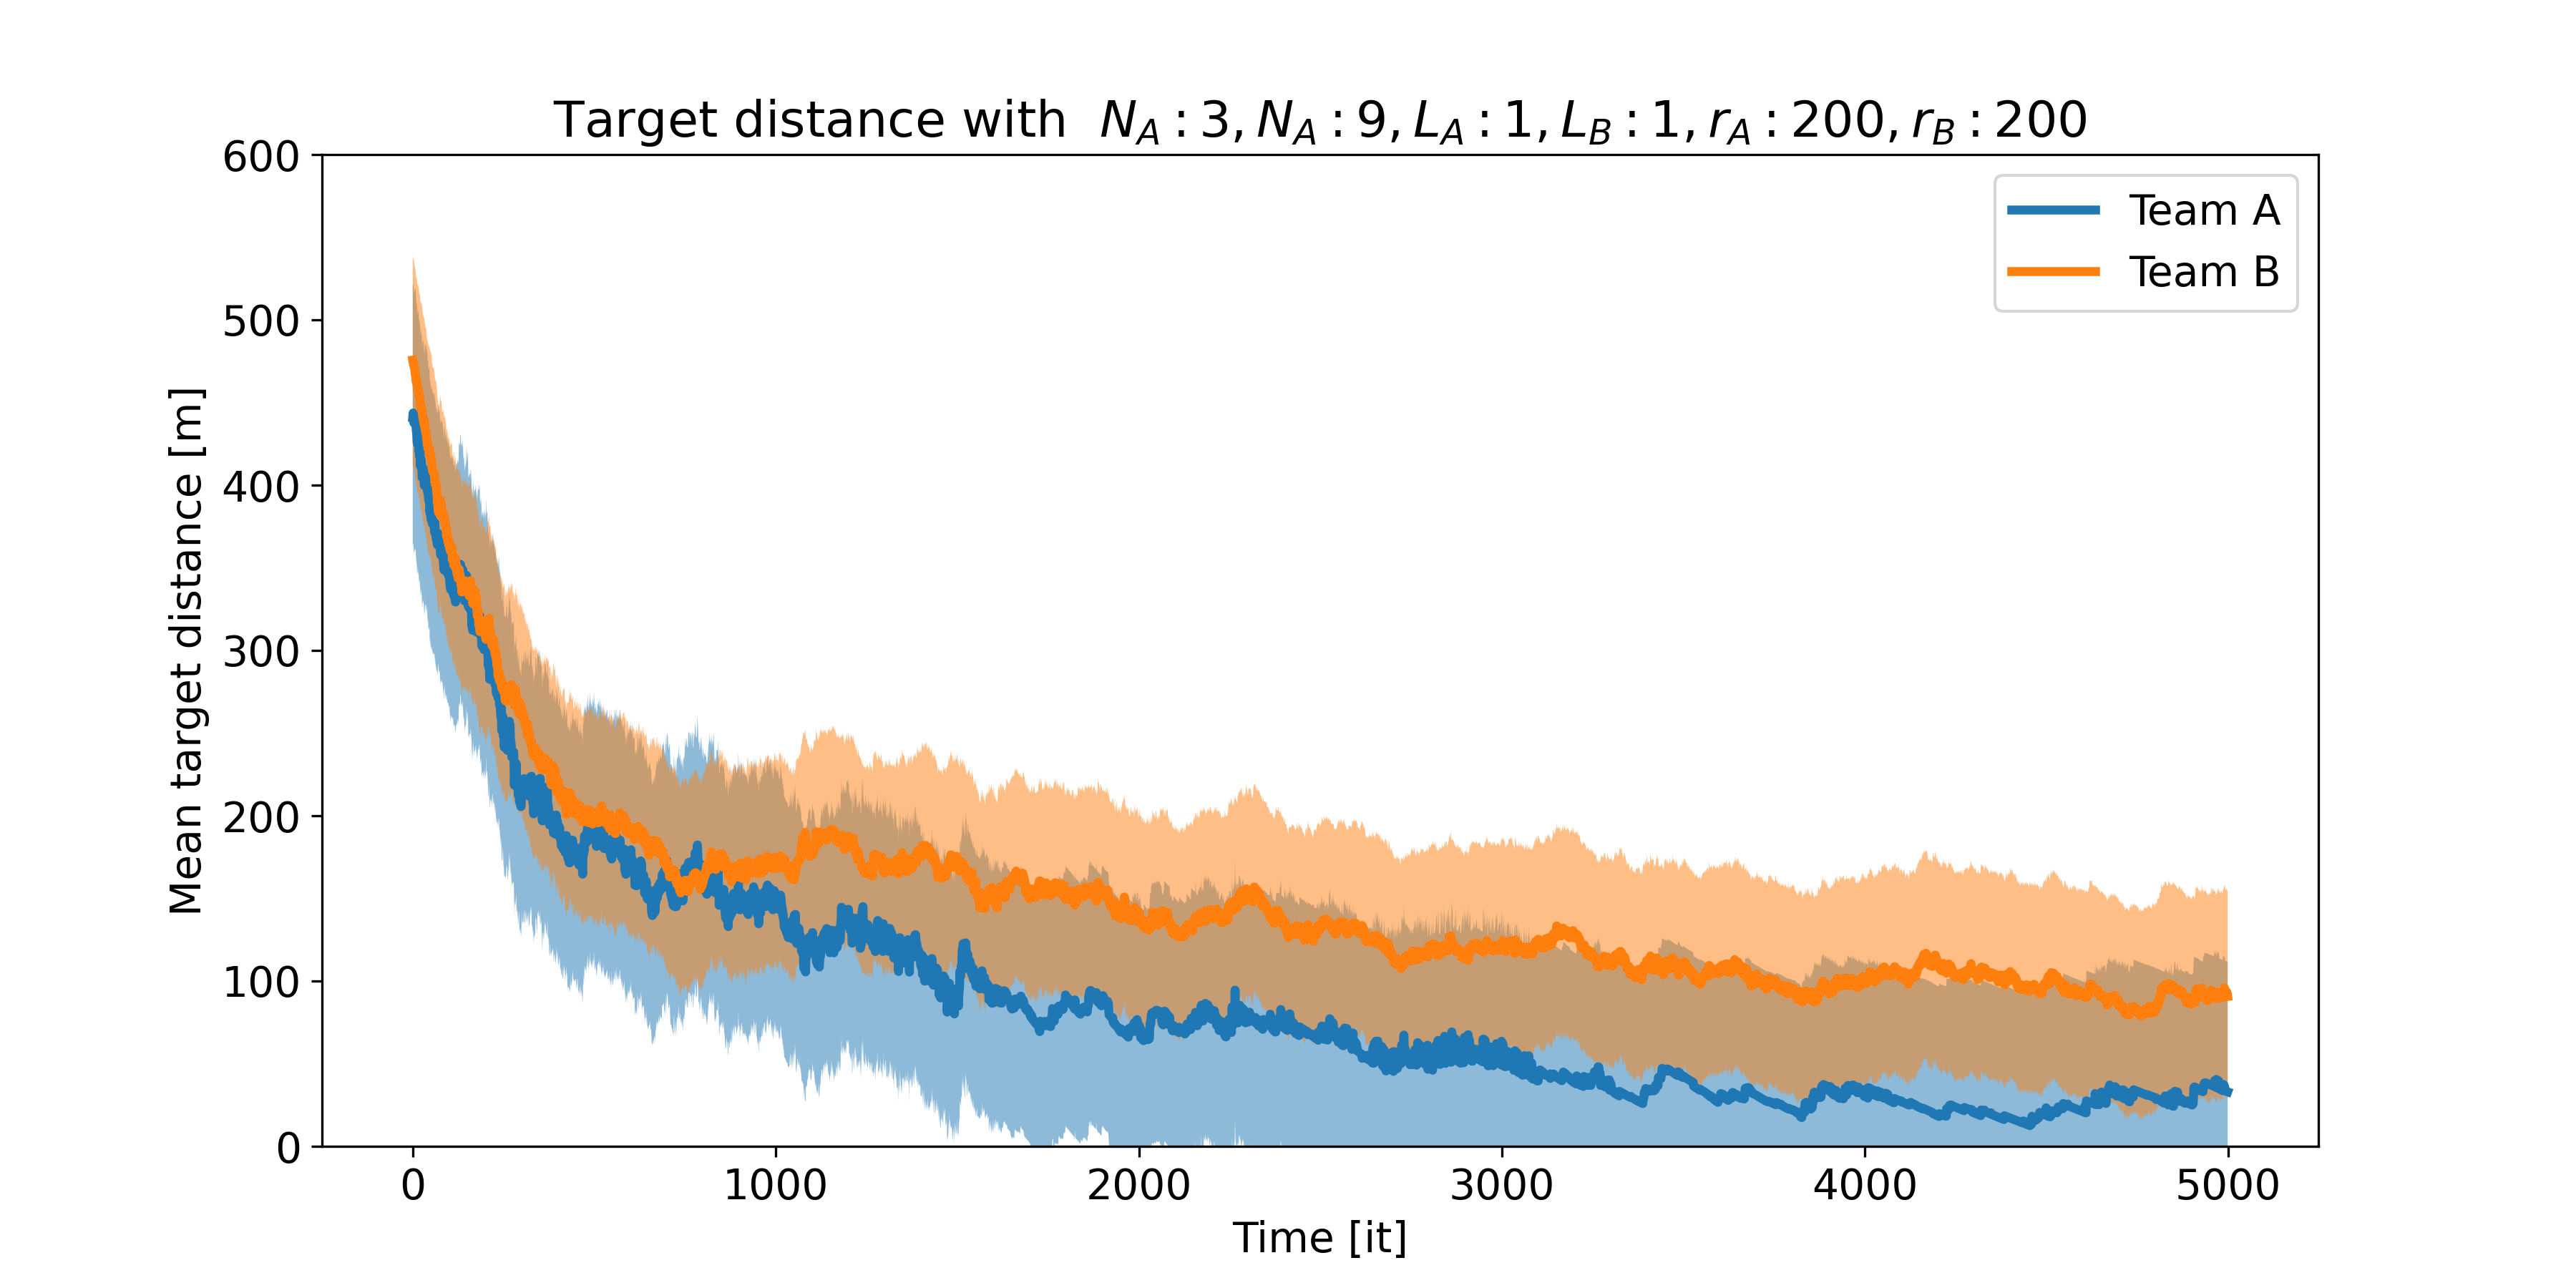 Target distance with N_A : 3, N_A : 9, L_A : 1, L_B : 1, r_A : 200, r_B : 200
600
500
400
300
200
100
0
Mean target distance [m]
Team A
Team B
0 1000 2000 3000 4000 5000
Time [it]